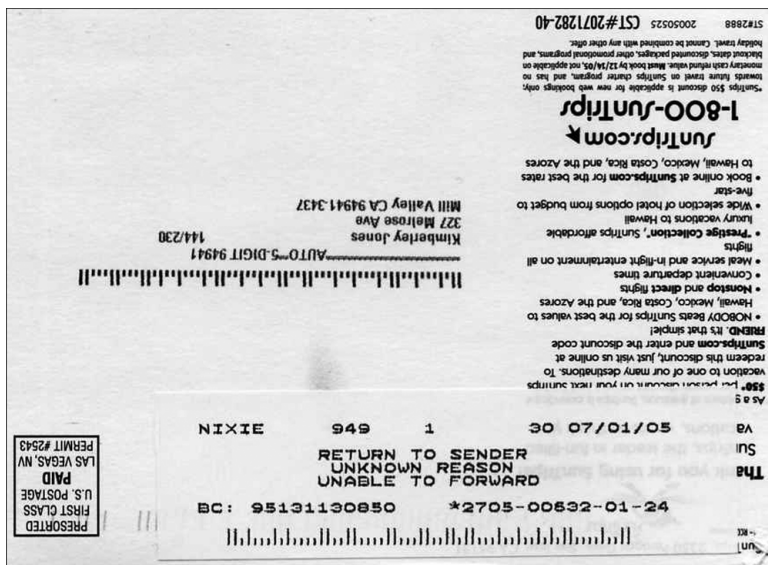 NIXIE 949 1 30 07/01/05
RETURN TO SENDER
UNKNOWN REASON
UNABLE TO FORWARD
BC: 95131130850 *2705-00632-01-24
PRESORTED
FIRST CLASS
U.S. POSTAGE
PAID
LAS VEGAS, NV
PERMIT #2543
$50* per person discount on your next SunTrips
vacation to one of our many destinations. To
redeem this discount, just visit us online at
SunTrips.com and enter the discount code
FRIEND. It's that simple!
• NOBODY Beats SunTrips for the best values to
Hawaii, Mexico, Costa Rica, and the Azores
• Nonstop and direct flights
• Convenient departure times
• Meal service and in-flight entertainment on all
flights
• "Prestige Collection", SunTrips affordable
luxury vacations to Hawaii
• Wide selection of hotel options from budget to
five-star
• Book online at SunTrips.com for the best rates
to Hawaii, Mexico, Costa Rica, and the Azores
SunTrips.com
1-800-SunTrips
*SunTrips $50 discount is applicable for new web bookings only;
towards future travel on SunTrips charter program, and has no
monetary cash refund value. Must book by 12/14/05, not applicable on
blackout dates, discounted packages, other promotional programs, and
holiday travel. Cannot be combined with any other offer.
ST#2888 20050525 CST#2071282-40
AUTO**5-DIGIT 94941
Kimberley Jones 144/230
327 Melrose Ave
Mill Valley CA 94941-3437